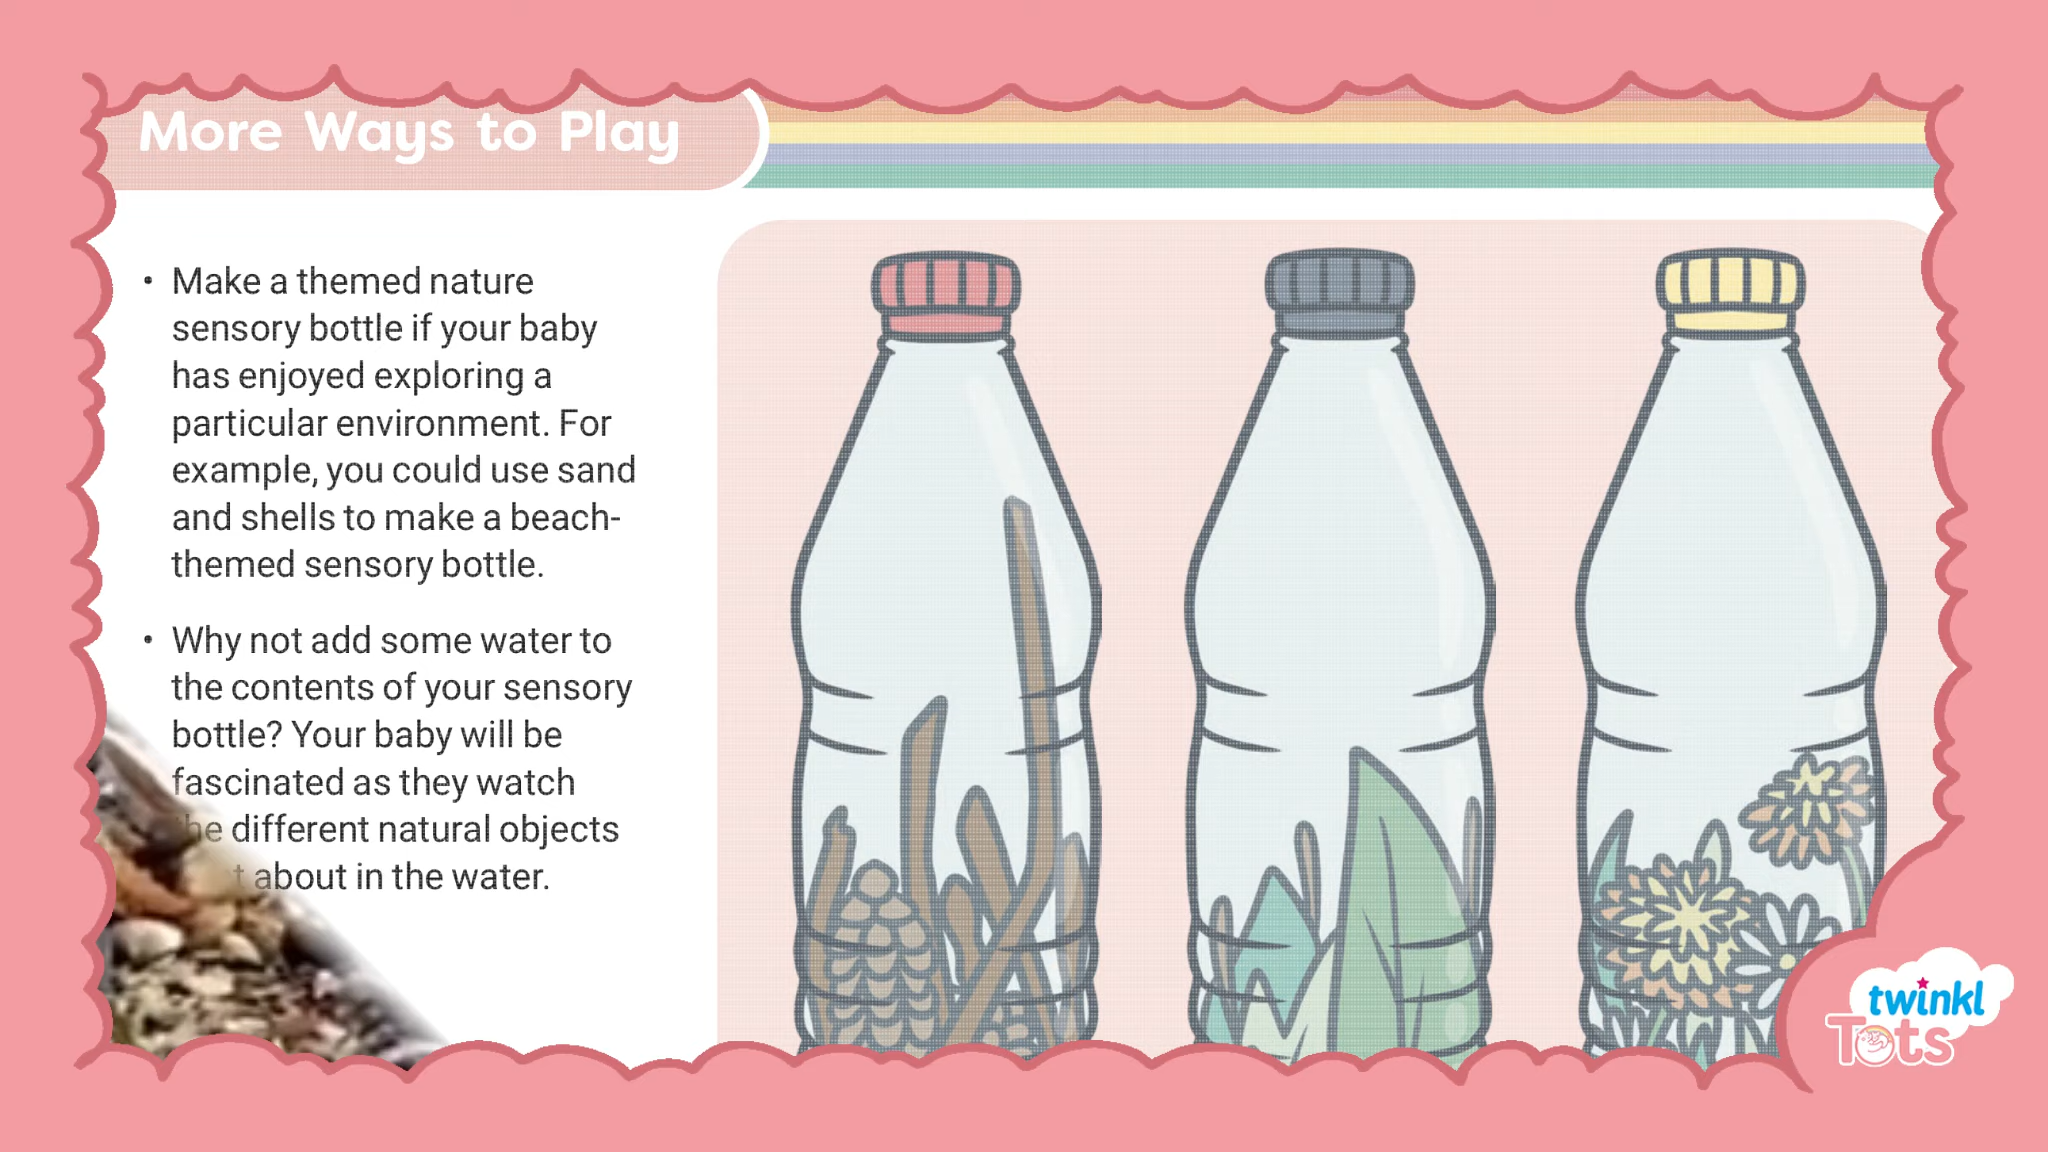 More Ways to Play
• Make a themed nature
sensory bottle if your baby
has enjoyed exploring a
particular environment. For
example, you could use sand
and shells to make a beach-
themed sensory bottle.
• Why not add some water to
the contents of your sensory
bottle? Your baby will be
fascinated as they watch
the different natural objects
about in the water.
twinkl
Tots